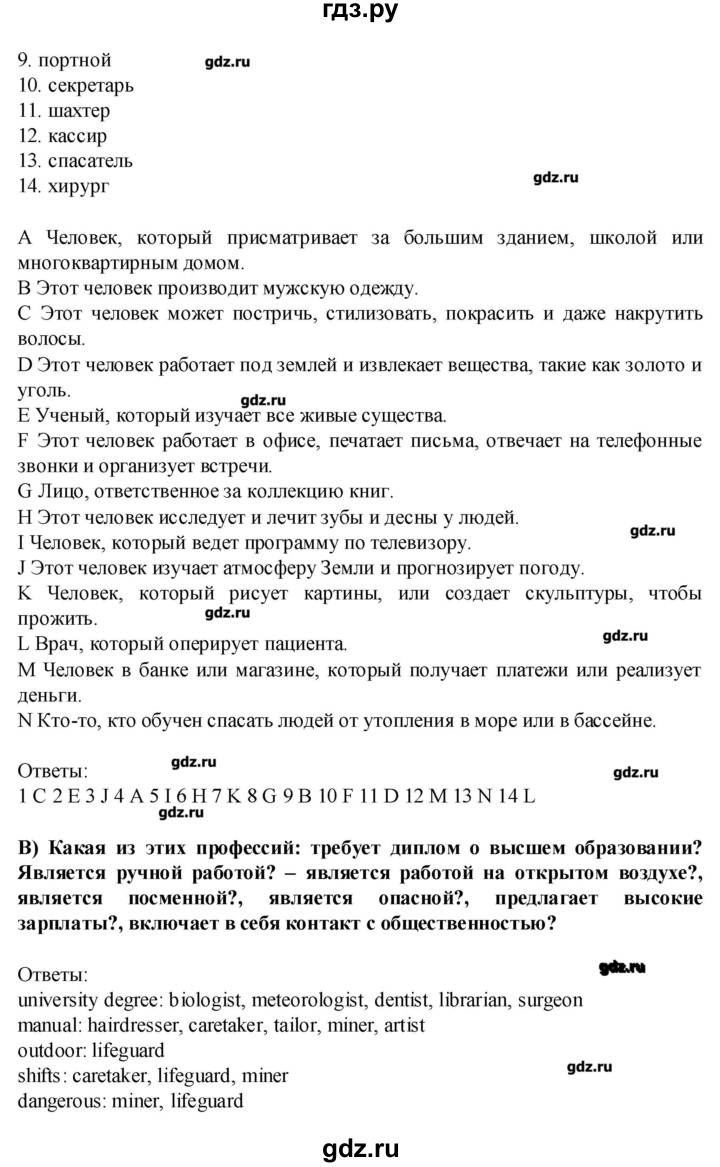 гдз.ру
9. портной
gdz.ru
10. секретарь
11. шахтер
12. кассир
13. спасатель
14. хирург
gdz.ru
A Человек, который присматривает за большим зданием, школой или
многоквартирным домом.
B Этот человек производит мужскую одежду.
C Этот человек может постричь, стилизовать, покрасить и даже накрутить
волосы.
D Этот человек работает под землей и извлекает вещества, такие как золото и
уголь.
gdz.ru
E Ученый, который изучает все живые существа.
F Этот человек работает в офисе, печатает письма, отвечает на телефонные
звонки и организует встречи.
G Лицо, ответственное за коллекцию книг.
H Этот человек исследует и лечит зубы и десны у людей.
gdz.ru
I Человек, который ведет программу по телевизору.
J Этот человек изучает атмосферу Земли и прогнозирует погоду.
K Человек, который рисует картины, или создает скульптуры, чтобы
прожить.
gdz.ru
gdz.ru
L Врач, который оперирует пациента.
M Человек в банке или магазине, который получает платежи или реализует
деньги.
N Кто-то, кто обучен спасать людей от утопления в море или в бассейне.
gdz.ru
Ответы:
gdz.ru
1 C 2 E 3 J 4 A 5 I 6 H 7 K 8 G 9 B 10 F 11 D 12 M 13 N 14 L
gdz.ru
B) Какая из этих профессий: требует диплом о высшем образовании?
Является ручной работой? – является работой на открытом воздухе?,
является посменной?, является опасной?, предлагает высокие
зарплаты?, включает в себя контакт с общественностью?
Ответы:
gdz.ru
university degree: biologist, meteorologist, dentist, librarian, surgeon
manual: hairdresser, caretaker, tailor, miner, artist
outdoor: lifeguard
shifts: caretaker, lifeguard, miner
gdz.ru
dangerous: miner, lifeguard
gdz.ru